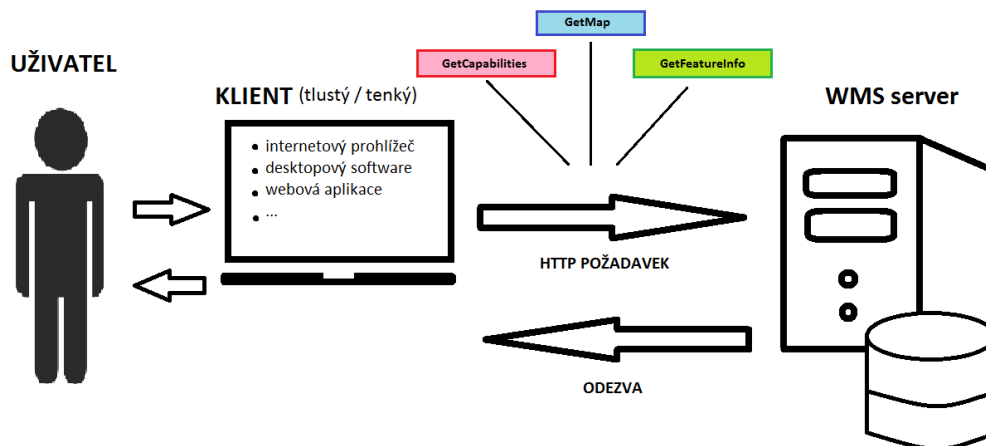 GetMap
UŽIVATEL
GetCapabilities
GetFeatureInfo
KLIENT (tlustý / tenký)
WMS server
• internetový prohlížeč
• desktopový software
• webová aplikace
• ...
HTTP POŽADAVEK
ODEZVA